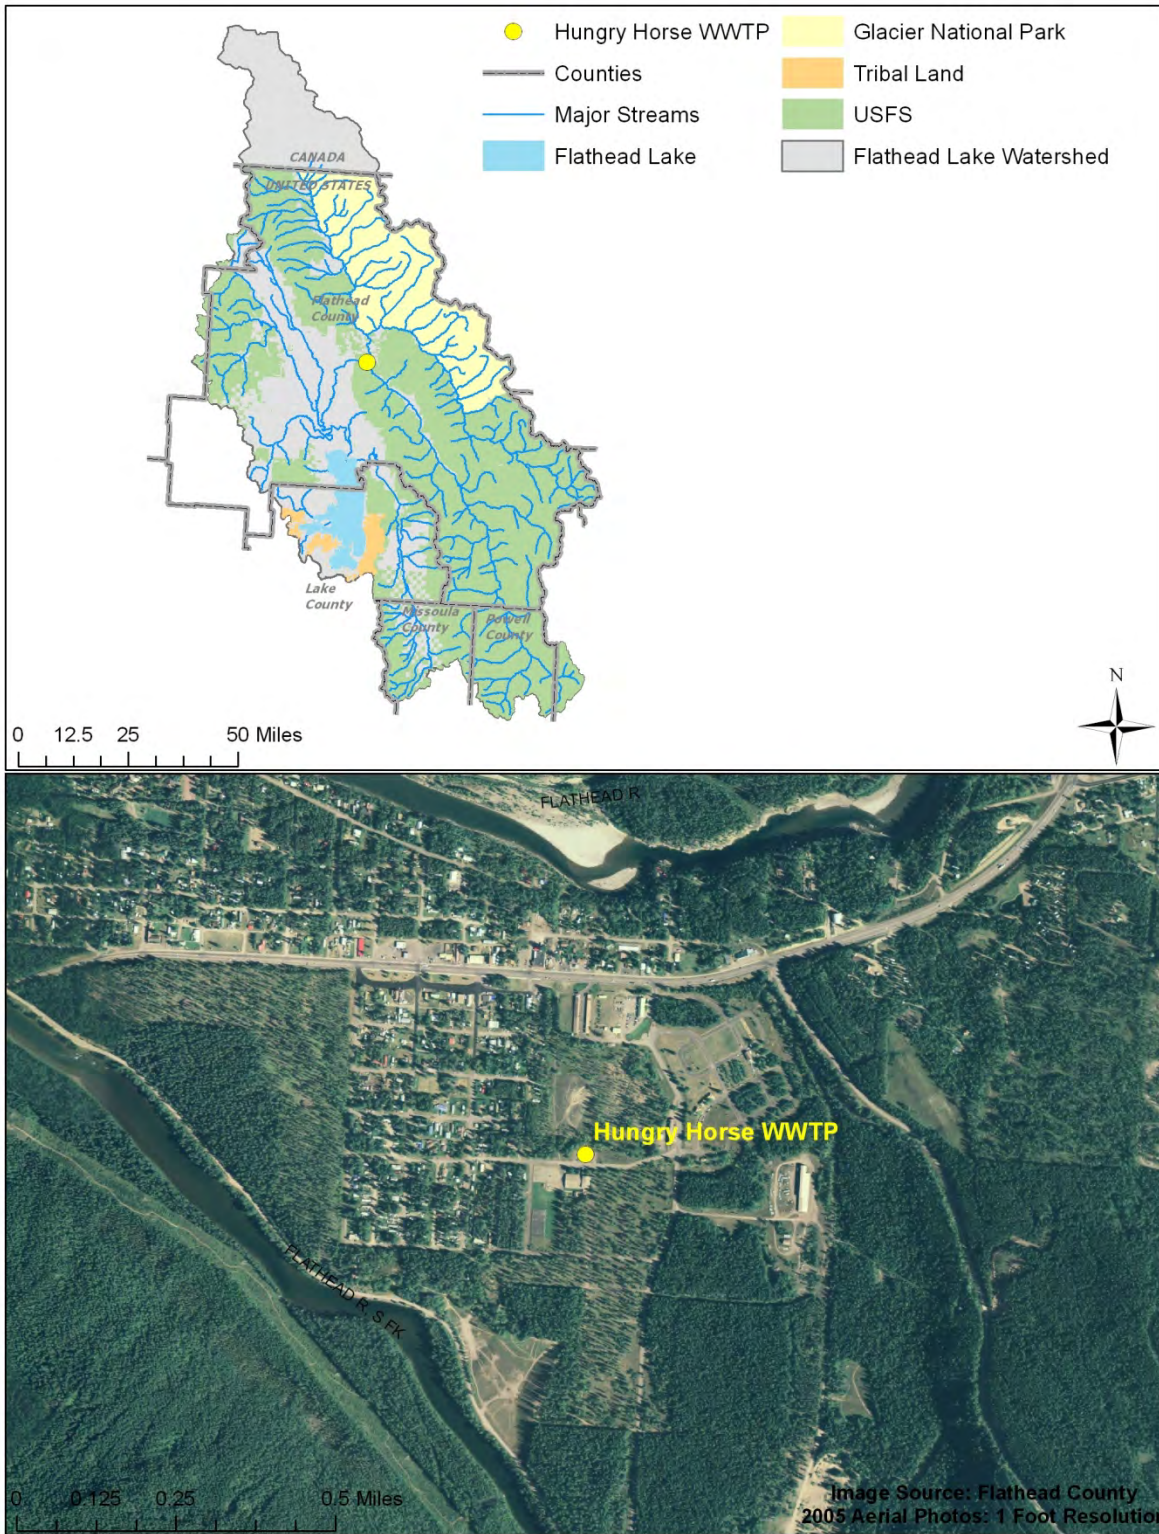 Hungry Horse WWTP
Counties
Major Streams
Flathead Lake
Glacier National Park
Tribal Land
USFS
Flathead Lake Watershed
CANADA
UNITED STATES
Flathead
County
Lake
County
Missoula
County
Powell
County
N
0 12.5 25 50 Miles
FLATHEAD R
Hungry Horse WWTP
FLATHEAD R, S FK
0 0.125 0.25 0.5 Miles
Image Source: Flathead County
2005 Aerial Photos: 1 Foot Resolution